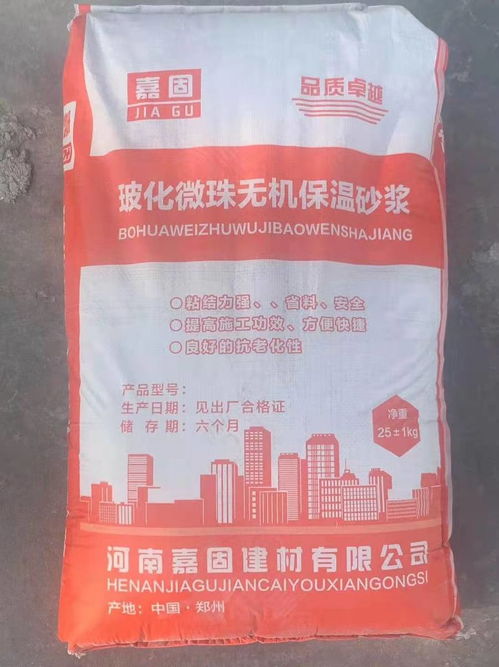 嘉固
JIA GU
品质卓越
玻化微珠无机保温砂浆
BOHUAWEIZHUWUJIBAOWENSHAJIANG
○粘结力强、、省料、安全
○提高施工功效、方便快捷
○良好的抗老化性
产品型号：
生产日期：见出厂合格证
储 存 期：六个月
净重
25±1kg
河南嘉固建材有限公司
HENANJIAGUJIANCAIYOUXIANGONGSI
产地：中国·郑州